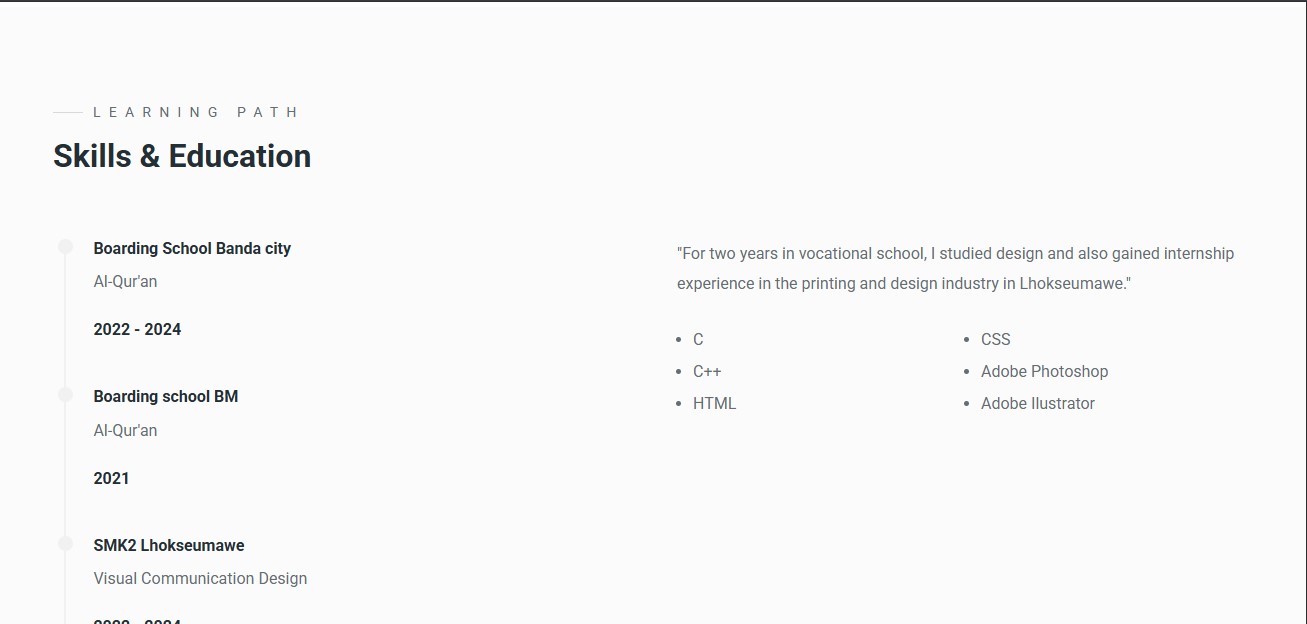 LEARNING PATH
Skills & Education
Boarding School Banda city
Al-Qur'an
2022 - 2024
Boarding school BM
Al-Qur'an
2021
SMK2 Lhokseumawe
Visual Communication Design
"For two years in vocational school, I studied design and also gained internship
experience in the printing and design industry in Lhokseumawe."
C
C++
HTML
CSS
Adobe Photoshop
Adobe Ilustrator